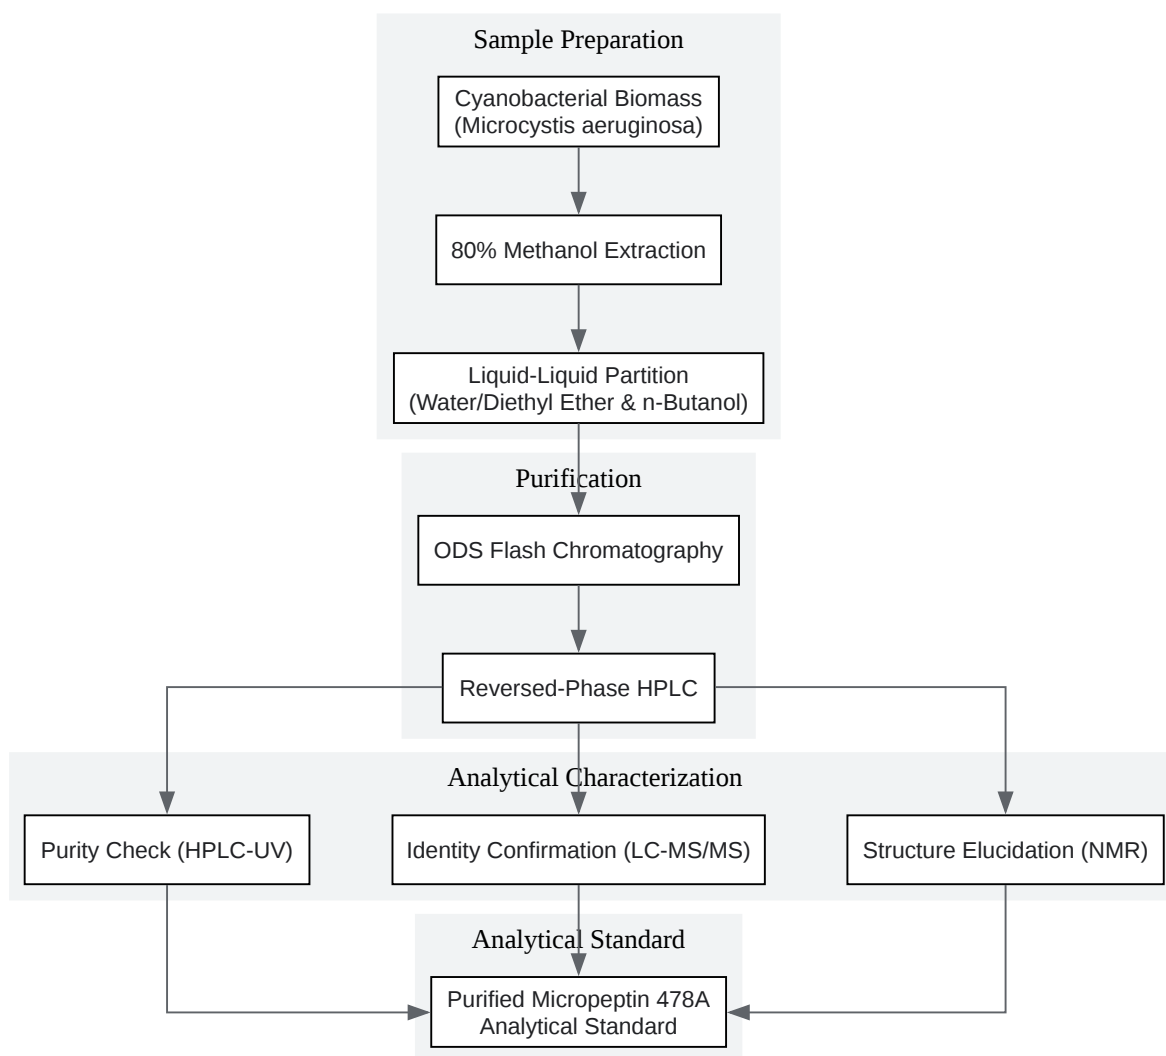 Sample Preparation
Cyanobacterial Biomass
(Microcystis aeruginosa)
80% Methanol Extraction
Liquid-Liquid Partition
(Water/Diethyl Ether & n-Butanol)
Purification
ODS Flash Chromatography
Reversed-Phase HPLC
Analytical Characterization
Purity Check (HPLC-UV)
Identity Confirmation (LC-MS/MS)
Structure Elucidation (NMR)
Analytical Standard
Purified Micropeptin 478A
Analytical Standard